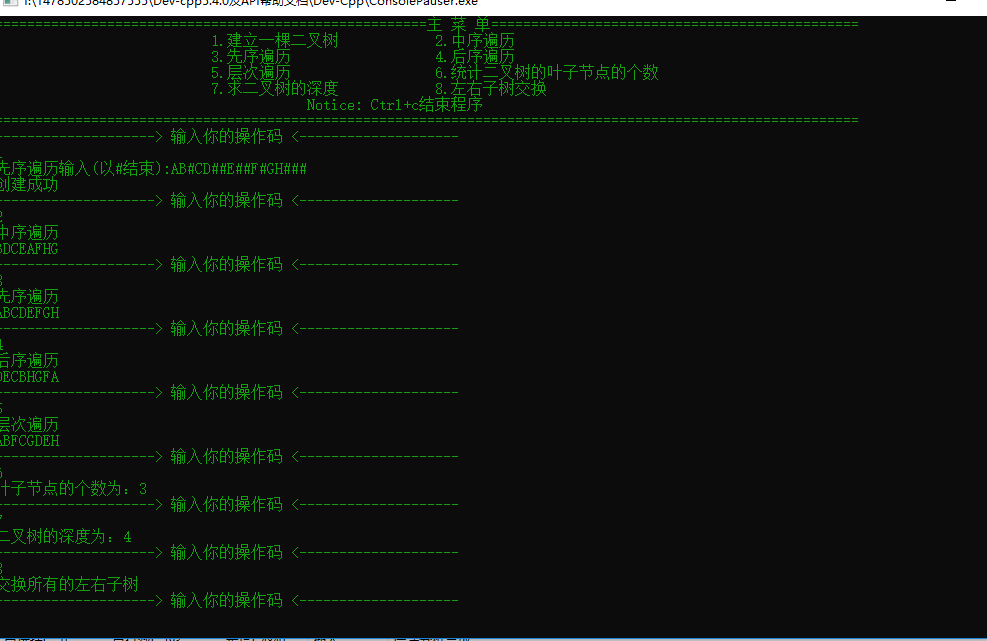 I:\1478502584857555\Dev-cpp5.4.0及API帮助文档\Dev-Cpp\ConsolePauser.exe
======================================================主 菜 单==============================================
1.建立一棵二叉树 2.中序遍历
3.先序遍历 4.后序遍历
5.层次遍历 6.统计二叉树的叶子节点的个数
7.求二叉树的深度 8.左右子树交换
Notice: Ctrl+c结束程序
============================================================================================================
--------------------> 输入你的操作码 <--------------------
先序遍历输入(以#结束):AB#CD##E##F#GH###
创建成功
--------------------> 输入你的操作码 <--------------------
2
中序遍历
BDCEAFHG
--------------------> 输入你的操作码 <--------------------
3
先序遍历
ABCDEFGH
--------------------> 输入你的操作码 <--------------------
4
后序遍历
DECBHGFA
--------------------> 输入你的操作码 <--------------------
5
层次遍历
ABFCGDEH
--------------------> 输入你的操作码 <--------------------
6
叶子节点的个数为: 3
--------------------> 输入你的操作码 <--------------------
7
二叉树的深度为: 4
--------------------> 输入你的操作码 <--------------------
8
交换所有的左右子树
--------------------> 输入你的操作码 <--------------------